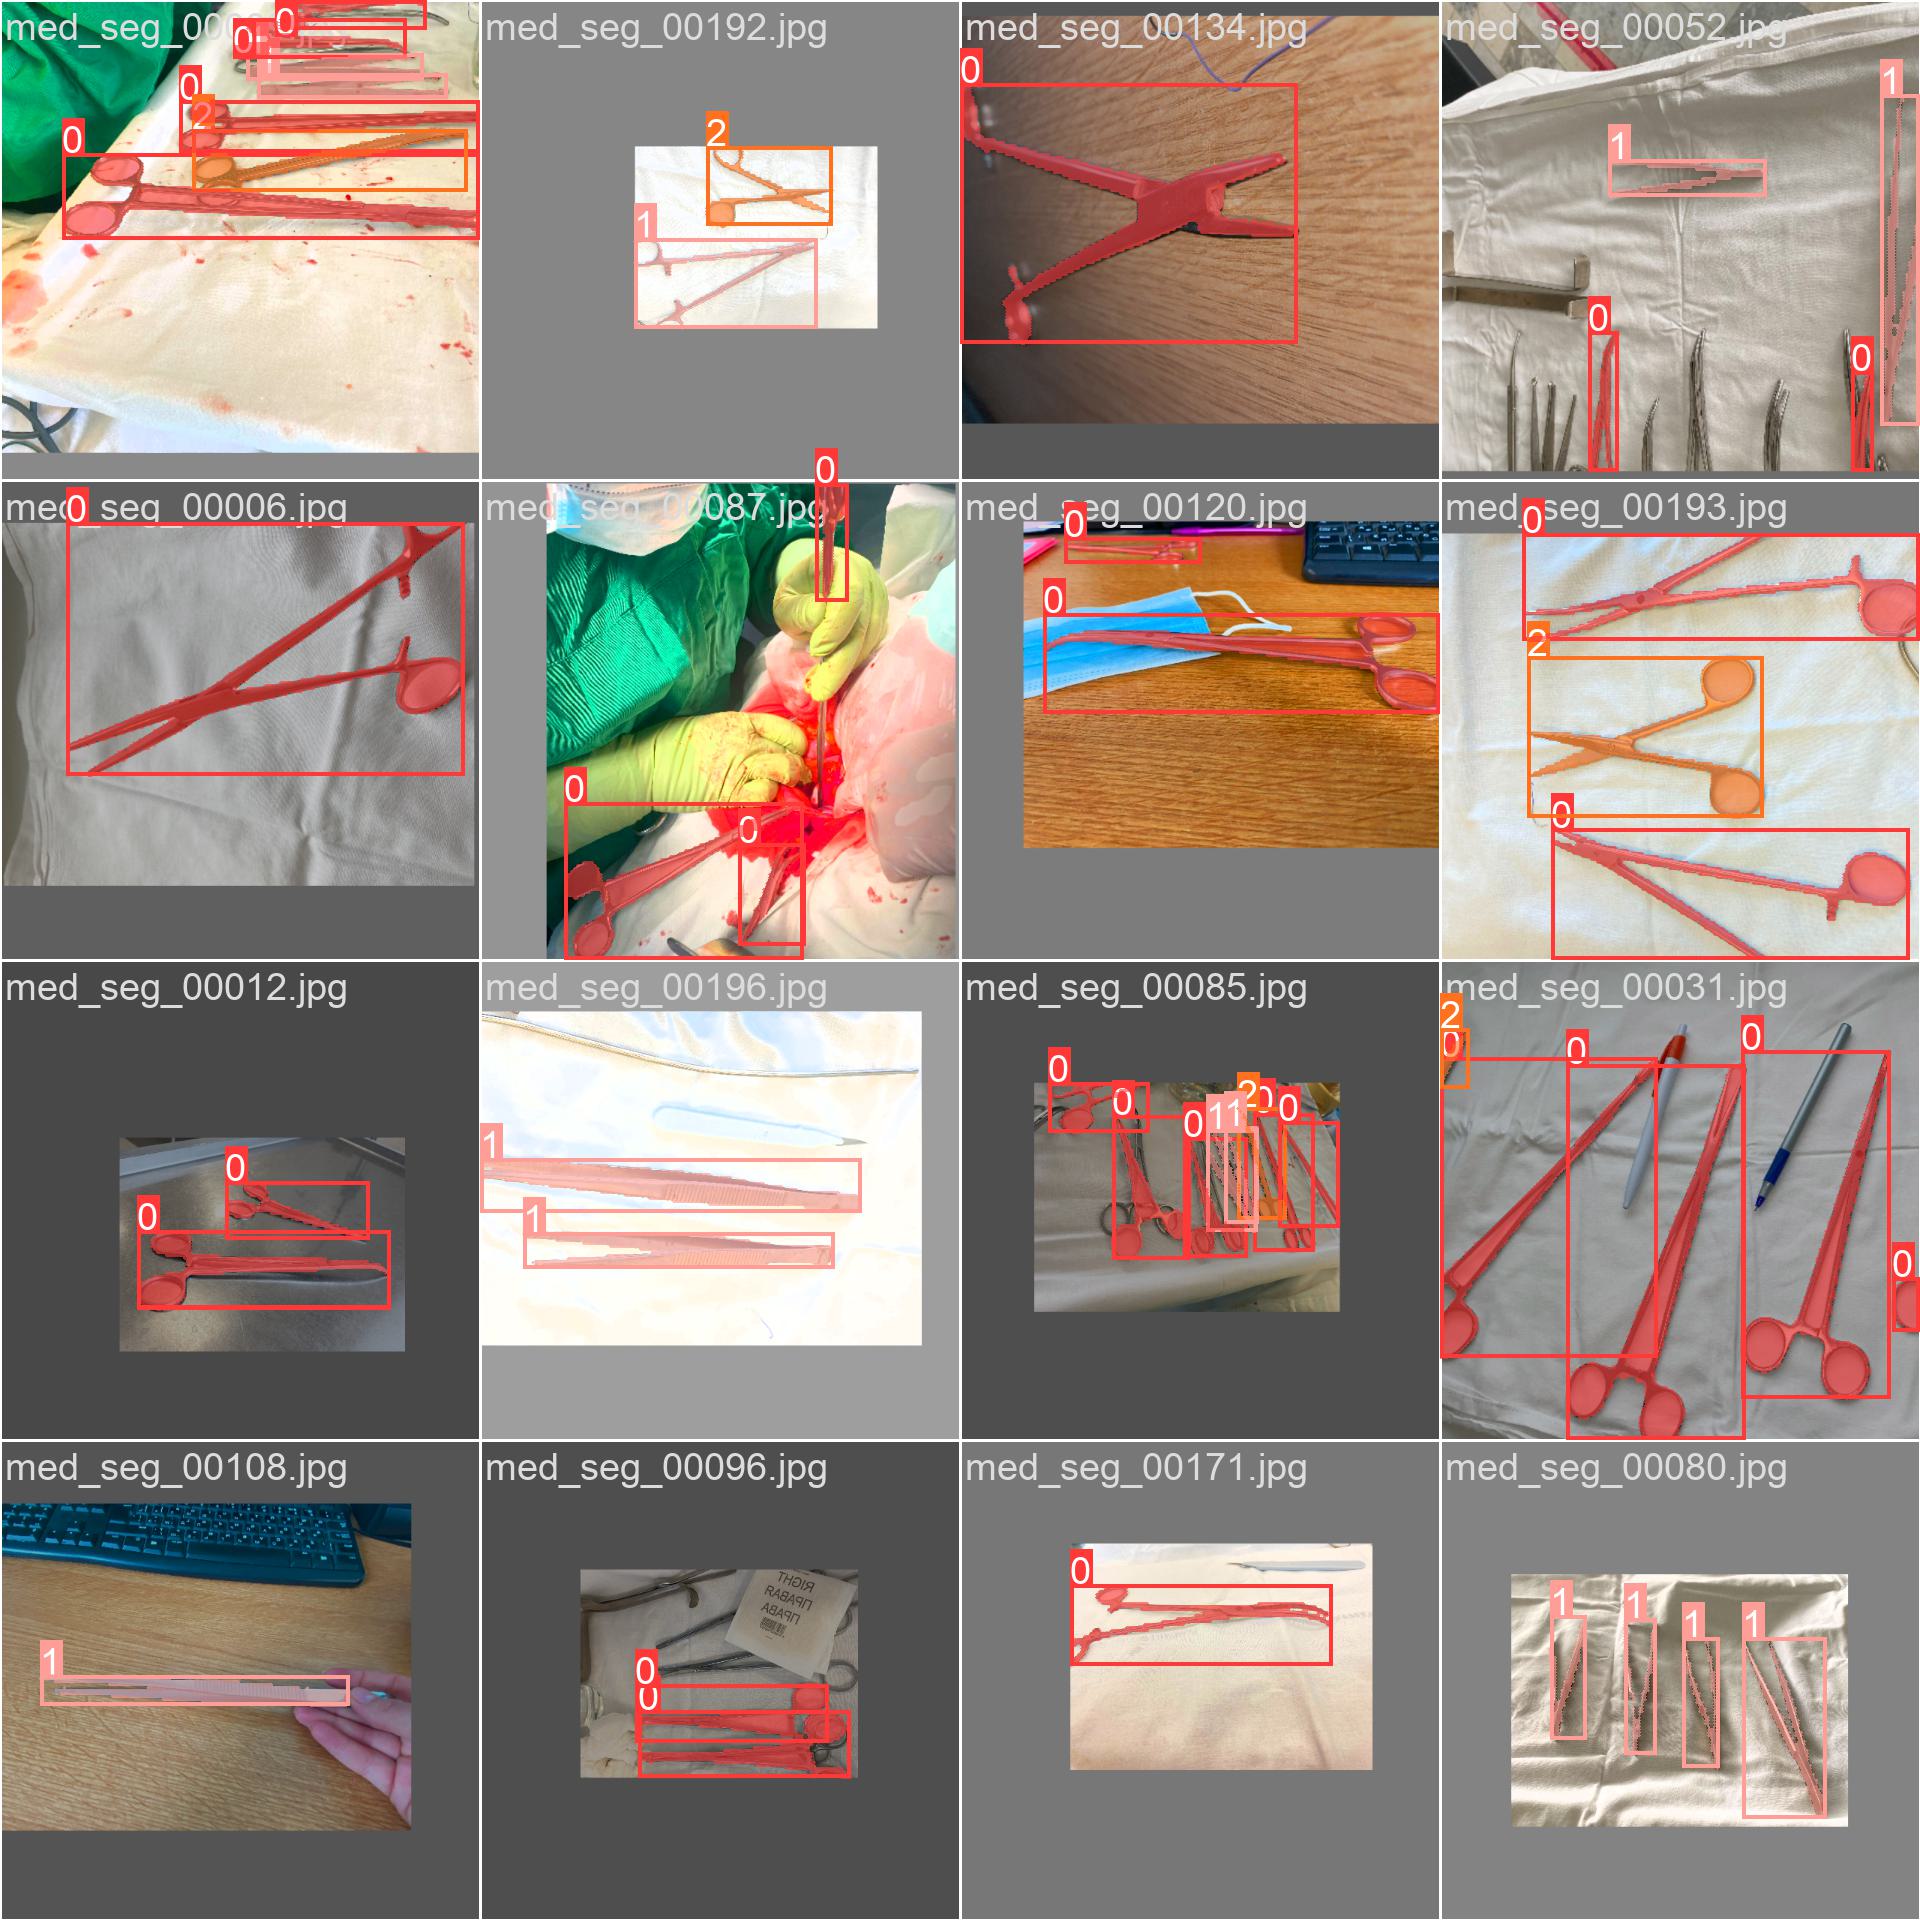 med_seg_00
med_seg_00192.jpg
med_seg_00134.jpg
med_seg_00052.jpg
0
0
1
0
2
0
2
1
0
1
1
0
0
med_seg_00006.jpg
med_seg_00087.jpg
med_seg_00120.jpg
med_seg_00193.jpg
0
0
0
0
0
0
0
2
0
med_seg_00012.jpg
med_seg_00196.jpg
med_seg_00085.jpg
med_seg_00031.jpg
0
0
1
1
0
0
0
1
1
2
0
0
2
0
0
0
0
med_seg_00108.jpg
med_seg_00096.jpg
med_seg_00171.jpg
med_seg_00080.jpg
1
RIGHT
ПРАВАЯ
ПРАВА
0
0
0
1
1
1
1